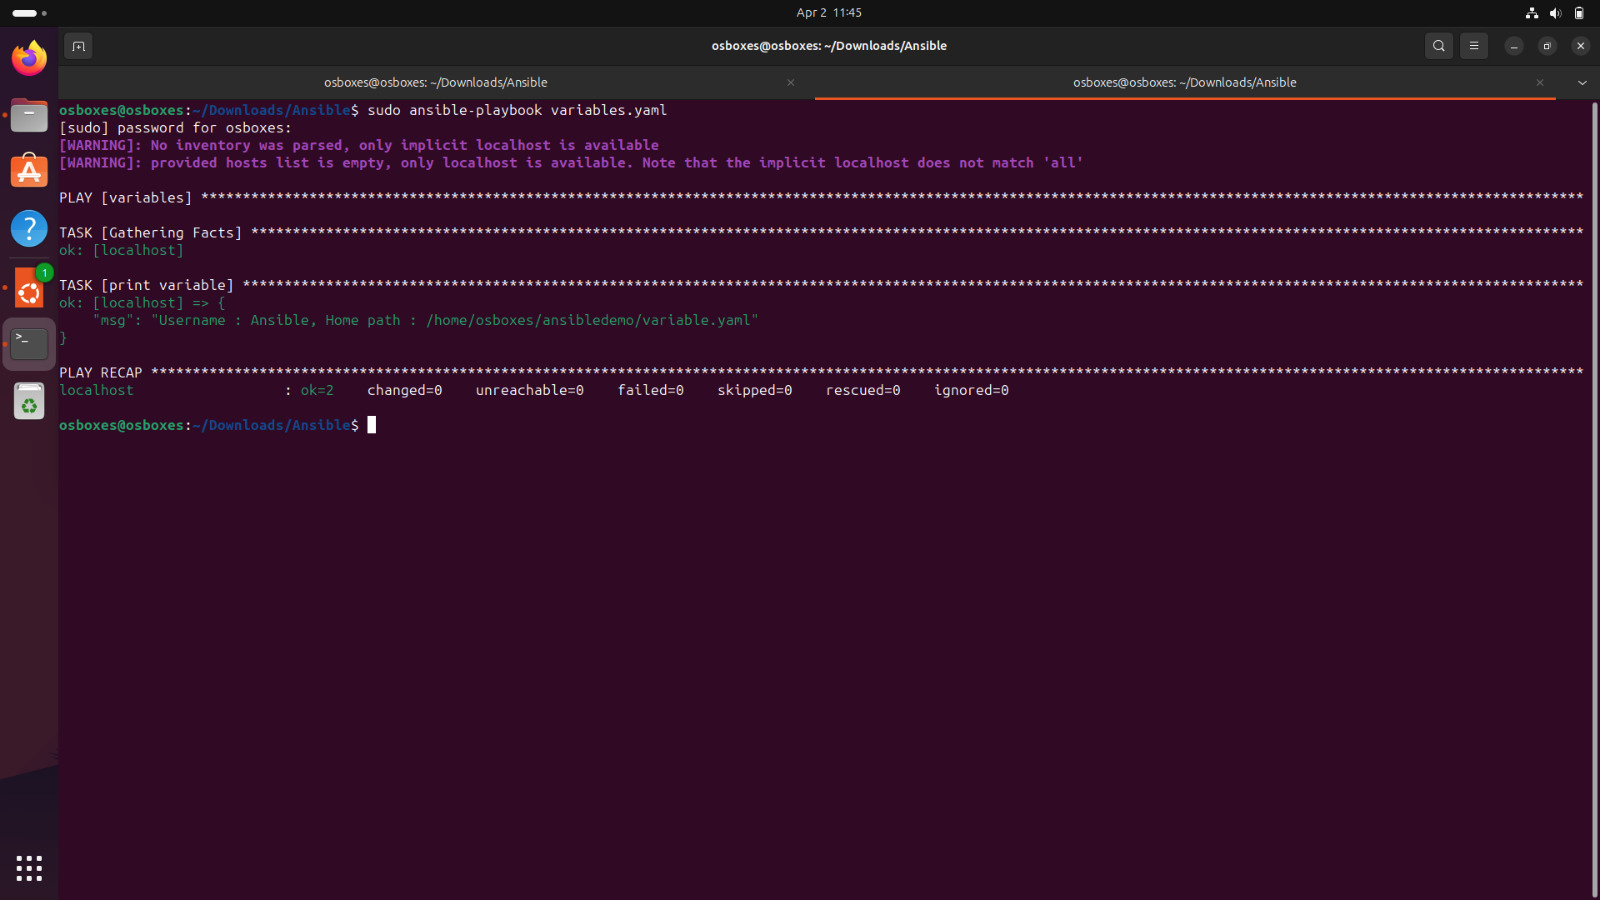 Apr 2 11:45
osboxes@osboxes: ~/Downloads/Ansible
osboxes@osboxes: ~/Downloads/Ansible
osboxes@osboxes: ~/Downloads/Ansible
osboxes@osboxes:~/Downloads/Ansible$ sudo ansible-playbook variables.yaml
[sudo] password for osboxes:
[WARNING]: No inventory was parsed, only implicit localhost is available
[WARNING]: provided hosts list is empty, only localhost is available. Note that the implicit localhost does not match 'all'
PLAY [variables] **********************************************************************************************************************************************************************
TASK [Gathering Facts] ****************************************************************************************************************************************************************
ok: [localhost]
TASK [print variable] *****************************************************************************************************************************************************************
ok: [localhost] => {
"msg": "Username : Ansible, Home path : /home/osboxes/ansibledemo/variable.yaml"
}
PLAY RECAP ****************************************************************************************************************************************************************************
localhost : ok=2 changed=0 unreachable=0 failed=0 skipped=0 rescued=0 ignored=0
osboxes@osboxes:~/Downloads/Ansible$
1